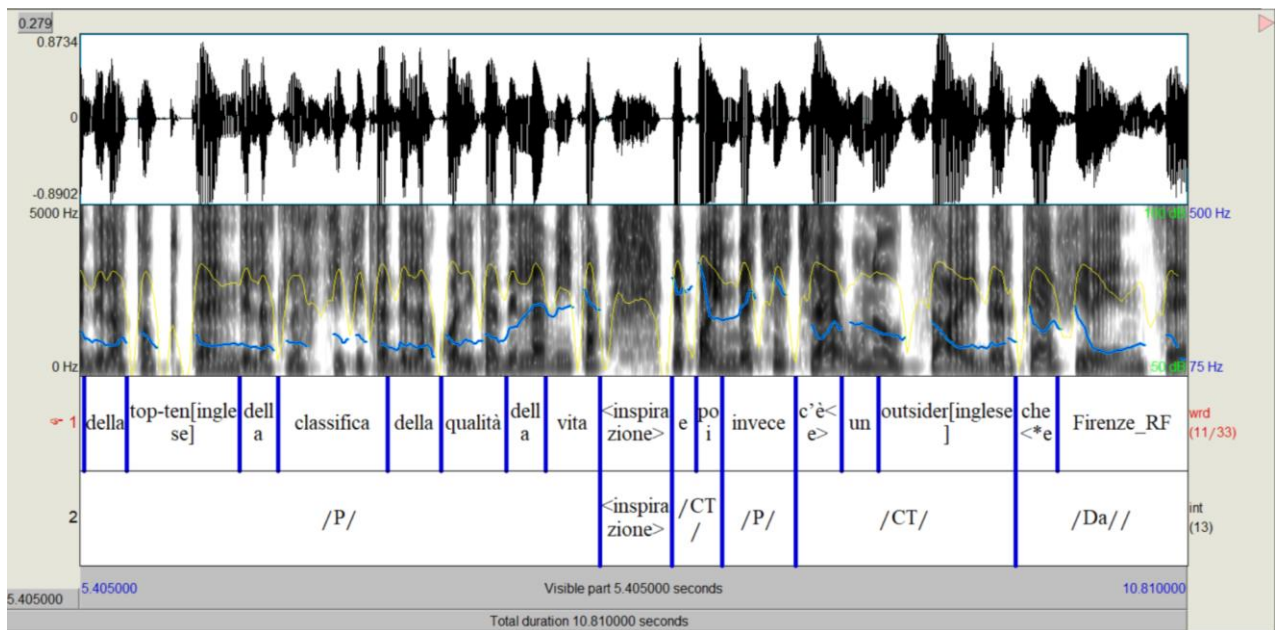 0.279
0.8734
0
-0.8902
5000 Hz
100 dB 500 Hz
0 Hz
50 dB 75 Hz
1
della
top-ten[ingle
se]
dell
a
classifica
della
qualità
dell
a
vita
<inspira
zione>
e
po
i
invece
c'è<
e>
un
outsider[inglese
]
che
<*e
Firenze_RF
wrd
(11/33)
2
/P/
<inspira
zione>
/CT
/
/P/
/CT/
/Da//
int
(13)
5.405000
5.405000
Visible part 5.405000 seconds
10.810000
Total duration 10.810000 seconds